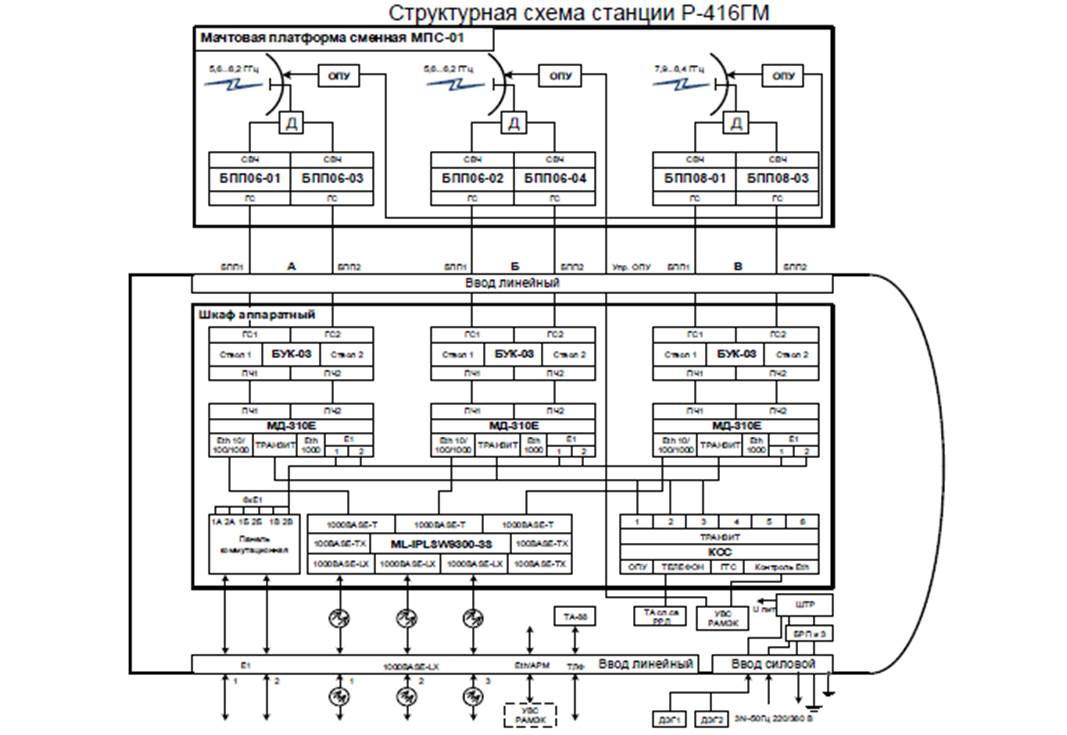 Структурная схема станции Р-416ГМ
Мачтовая платформа сменная МПС-01
5,6...6,2 ГГц
ОПУ
5,6...6,2 ГГц
ОПУ
7,9...8,4 ГГц
ОПУ
Д
Д
Д
СВЧ
СВЧ
СВЧ
СВЧ
СВЧ
СВЧ
БПП06-01
БПП06-03
БПП06-02
БПП06-04
БПП08-01
БПП08-03
ГС
ГС
ГС
ГС
ГС
ГС
БПП1
А
БПП2
БПП1
Б
БПП2
Упр. ОПУ
БПП1
В
БПП2
Ввод линейный
Шкаф аппаратный
ГС1
ГС2
ГС1
ГС2
ГС1
ГС2
Ствол 1
БУК-03
Ствол 2
Ствол 1
БУК-03
Ствол 2
Ствол 1
БУК-03
Ствол 2
ПЧ1
ПЧ2
ПЧ1
ПЧ2
ПЧ1
ПЧ2
ПЧ1
ПЧ2
ПЧ1
ПЧ2
ПЧ1
ПЧ2
МД-310Е
МД-310Е
МД-310Е
Eth 10/
100/1000
ТРАНЗИТ
Eth
1000
E1
1
2
Eth 10/
100/1000
ТРАНЗИТ
Eth
1000
E1
1
2
Eth 10/
100/1000
ТРАНЗИТ
Eth
1000
E1
1
2
6хЕ1
1А 2А 1Б 2Б 1В 2В
Панель
коммутационная
1000BASE-T
1000BASE-T
1000BASE-T
1000BASE-TX
ML-IPLSW9300-3S
1000BASE-TX
1000BASE-LX
1000BASE-LX
1000BASE-LX
1000BASE-TX
1
2
3
4
5
6
ТРАНЗИТ
КСС
ОПУ
ТЕЛЕФОН
ГГС
Контроль Eth
ТА-88
ТА сл.св
РРЛ
УВС
РАМЭК
U пит
ШТР
БРП и З
E1
1000BASE-LX
Eth/АРМ
ТЛФ
Ввод линейный
Ввод силовой
1
2
1
2
3
УВС
РАМЭК
ДЭГ1
ДЭГ2
3N~50Гц 220/380 В